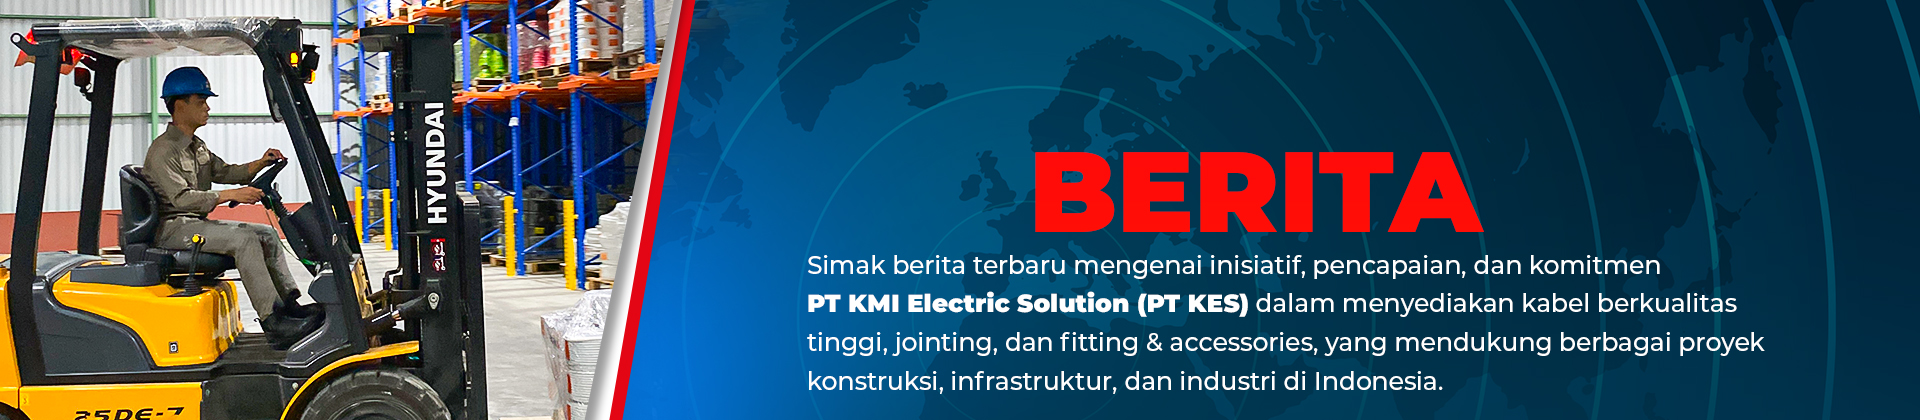 HYUNDAI
25DE-7
BERITA
Simak berita terbaru mengenai inisiatif, pencapaian, dan komitmen
PT KMI Electric Solution (PT KES) dalam menyediakan kabel berkualitas
tinggi, jointing, dan fitting & accessories, yang mendukung berbagai proyek
konstruksi, infrastruktur, dan industri di Indonesia.